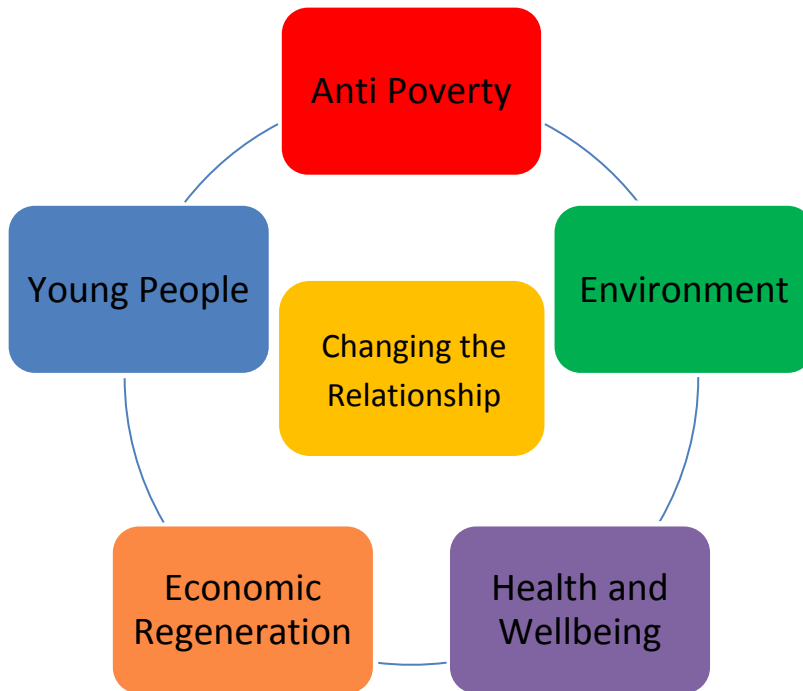 Anti Poverty
Young People
Environment
Changing the
Relationship
Economic
Regeneration
Health and
Wellbeing